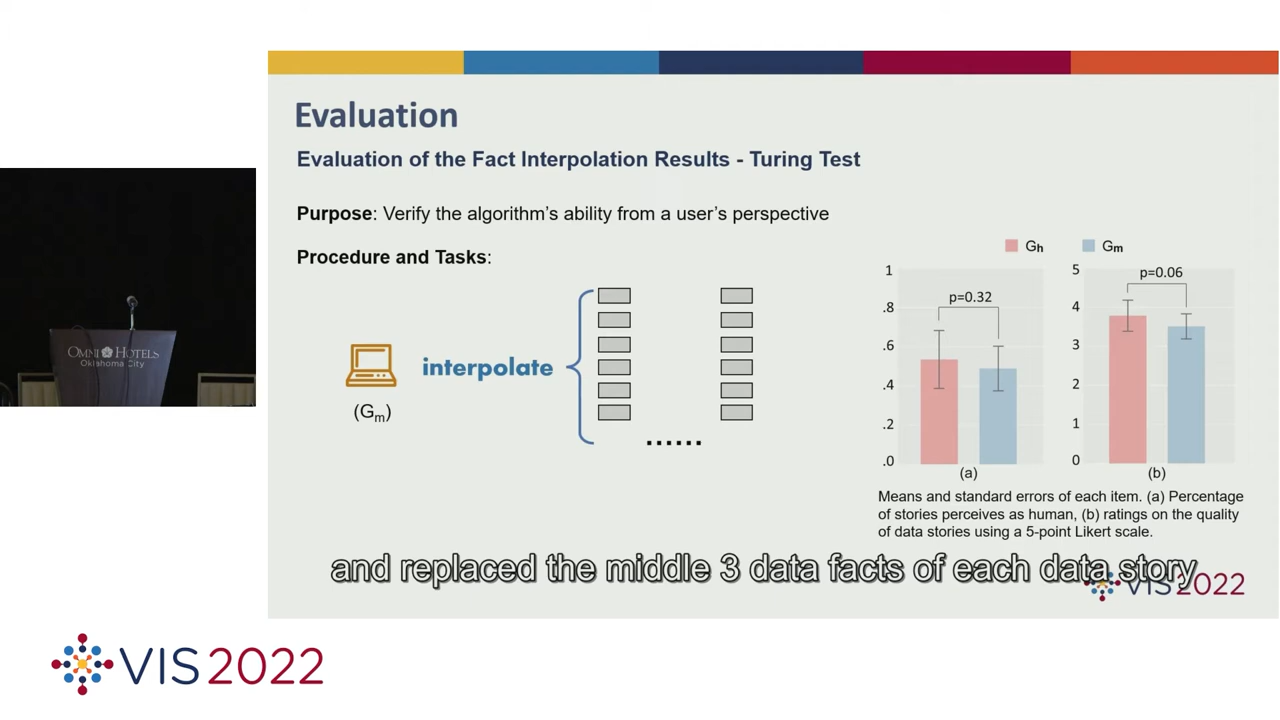 Evaluation
Evaluation of the Fact Interpolation Results - Turing Test
Purpose: Verify the algorithm's ability from a user's perspective
Procedure and Tasks:
interpolate
(Gm)
......
Gh
Gm
1
.8
.6
.4
.2
.0
p=0.32
(a)
5
4
3
2
1
0
p=0.06
(b)
Means and standard errors of each item. (a) Percentage
of stories perceives as human, (b) ratings on the quality
of data stories using a 5-point Likert scale.
and replaced the middle 3 data facts of each data story
VIS2022
OMNI HOTELS
Oklahoma City
VIS2022